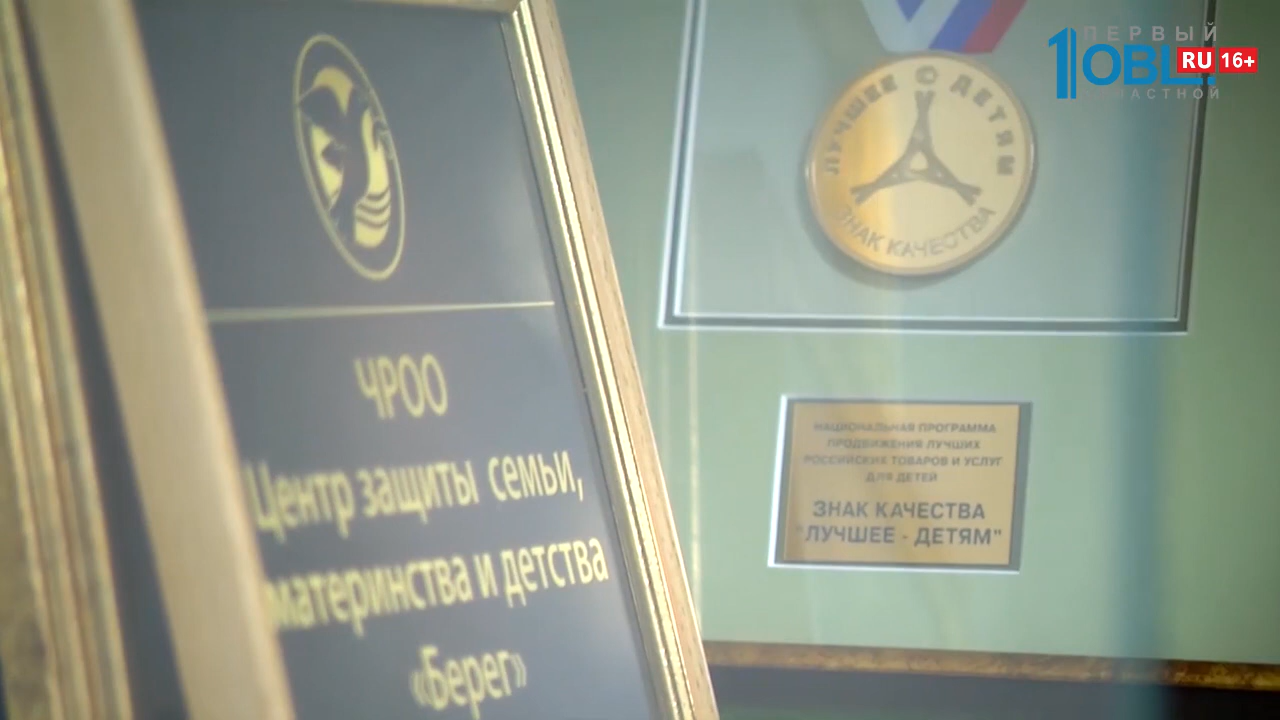 ЧРОО
Центр защиты семьи,
материнства и детства
«Берег»
ЛУЧШЕЕ ДЕТЯМ
ЗНАК КАЧЕСТВА
НАЦИОНАЛЬНАЯ ПРОГРАММА
ПРОДВИЖЕНИЯ ЛУЧШИХ
РОССИЙСКИХ ТОВАРОВ И УСЛУГ
ДЛЯ ДЕТЕЙ
ЗНАК КАЧЕСТВА
"ЛУЧШЕЕ - ДЕТЯМ"
ПЕРВЫЙ
1OBL
RU 16+